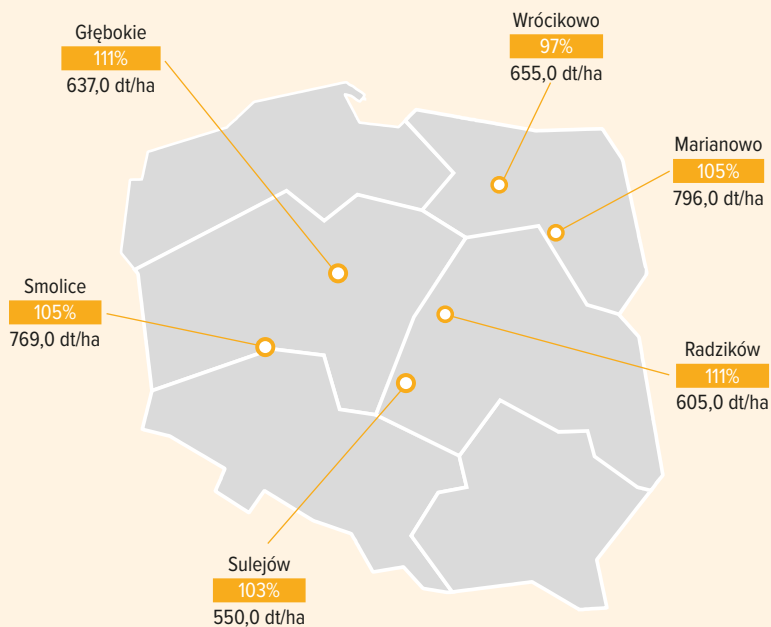 Głębokie
111%
637,0 dt/ha
Wrócikowo
97%
655,0 dt/ha
Marianowo
105%
796,0 dt/ha
Smolice
105%
769,0 dt/ha
Radzików
111%
605,0 dt/ha
Sulejów
103%
550,0 dt/ha